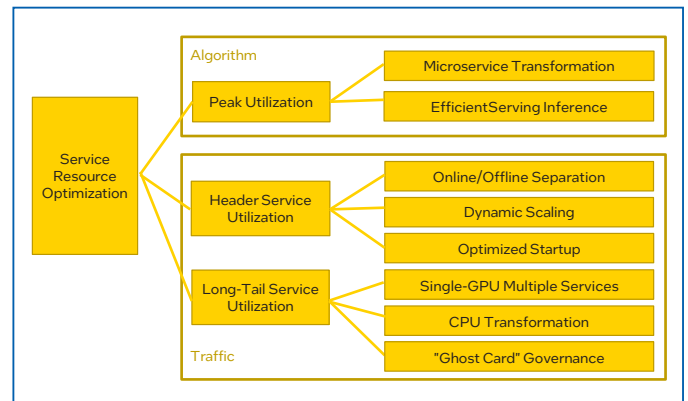 Algorithm
Microservice Transformation
Peak Utilization
EfficientServing Inference
Service
Resource
Optimization
Online/Offline Separation
Header Service
Utilization
Dynamic Scaling
Optimized Startup
Single-GPU Multiple Services
Long-Tail Service
Utilization
CPU Transformation
"Ghost Card" Governance
Traffic